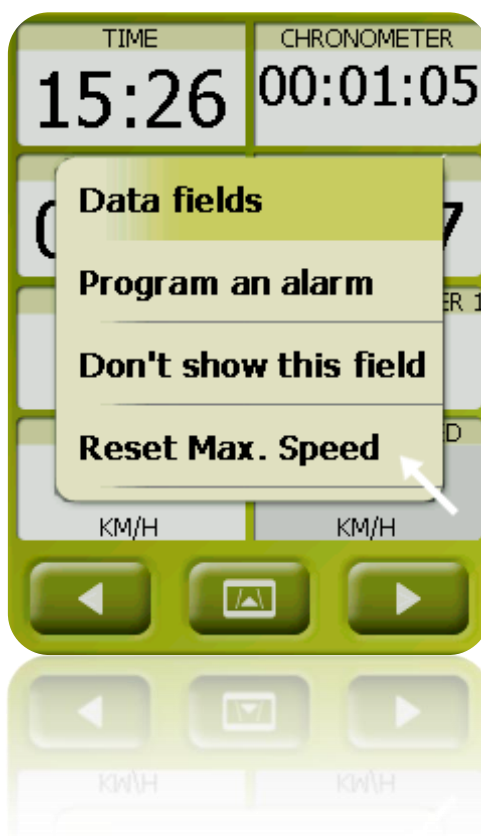 TIME CHRONOMETER
15:26 00:01:05
Data fields
Program an alarm
Don't show this field
Reset Max. Speed
KM/H KM/H